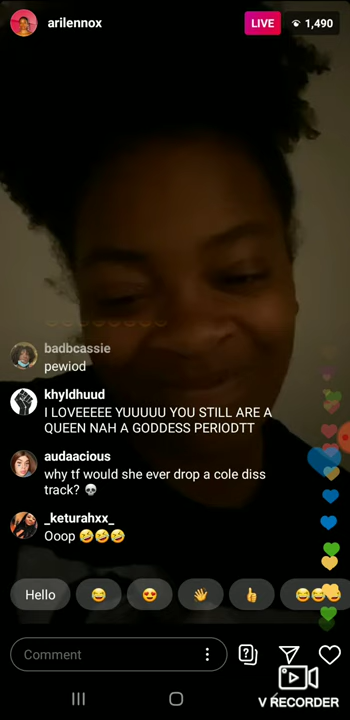 arilennox
LIVE
1,490
badbcassie
pewiod
khyldhuud
I LOVEEEEE YUUUUU YOU STILL ARE A
QUEEN NAH A GODDESS PERIODTT
audaacious
why tf would she ever drop a cole diss
track? 💀
_keturahxx_
Ooop 🤣🤣🤣
Hello
Comment
V RECORDER